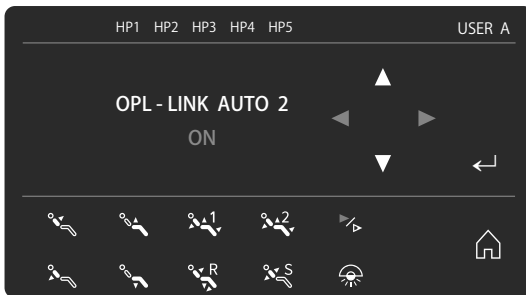 HP1 HP2 HP3 HP4 HP5 USER A
OPL - LINK AUTO 2
ON
1 2
R S